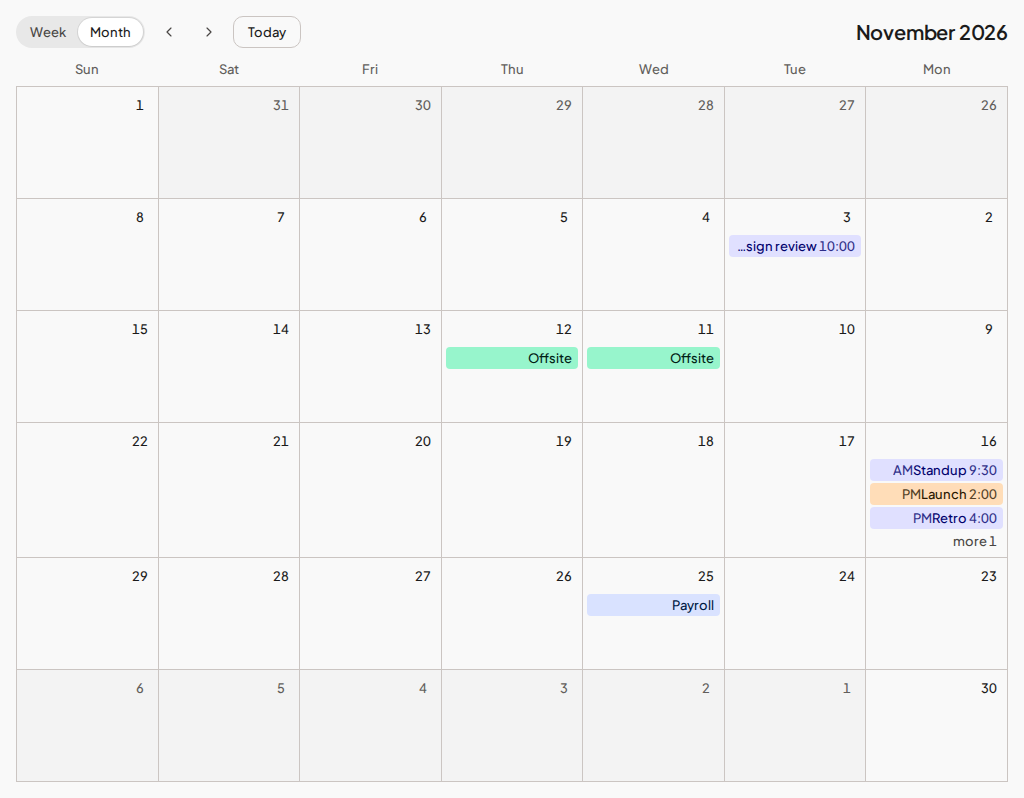 Week Month Today November 2026
Sun Sat Fri Thu Wed Tue Mon
1 31 30 29 28 27 26
8 7 6 5 4 3 2
...sign review 10:00
15 14 13 12 11 10 9
Offsite Offsite
22 21 20 19 18 17 16
AMStandup 9:30
PMLaunch 2:00
PMRetro 4:00
more 1
29 28 27 26 25 24 23
Payroll
6 5 4 3 2 1 30